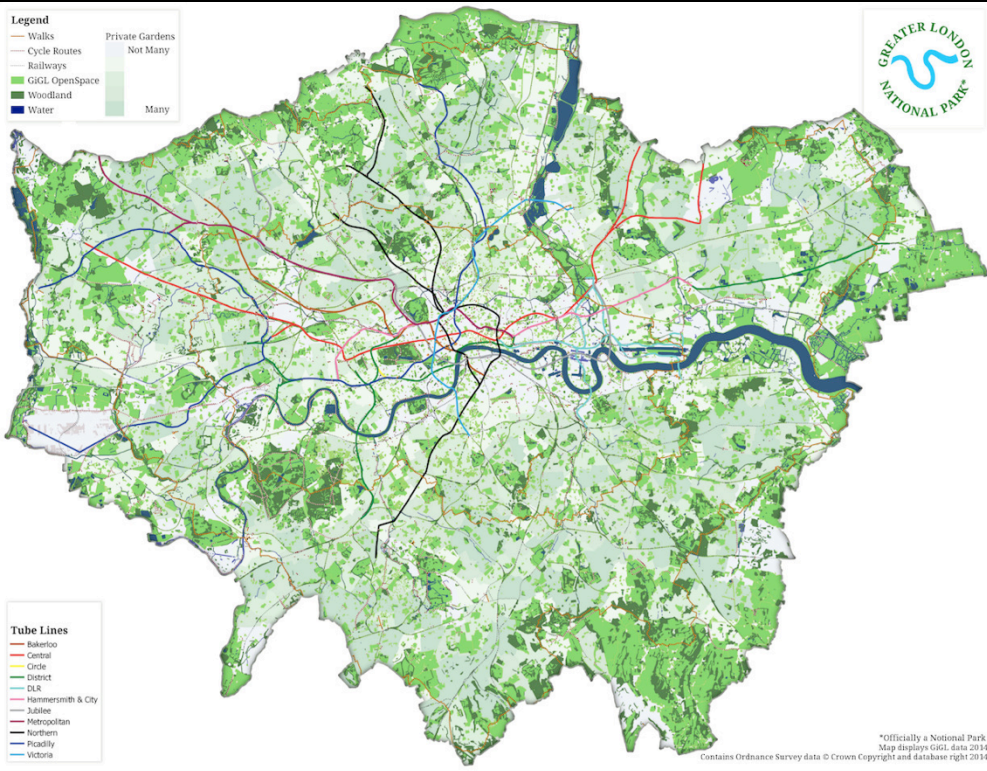 Legend
Walks
Cycle Routes
Railways
GiGL OpenSpace
Woodland
Water
Private Gardens
Not Many
Many
GREATER LONDON
NATIONAL PARK*
Tube Lines
Bakerloo
Central
Circle
District
DLR
Hammersmith & City
Jubilee
Metropolitan
Northern
Picadilly
Victoria
*Officially a Notional Park
Map displays GiGL data 2014
Contains Ordnance Survey data © Crown Copyright and database right 2014